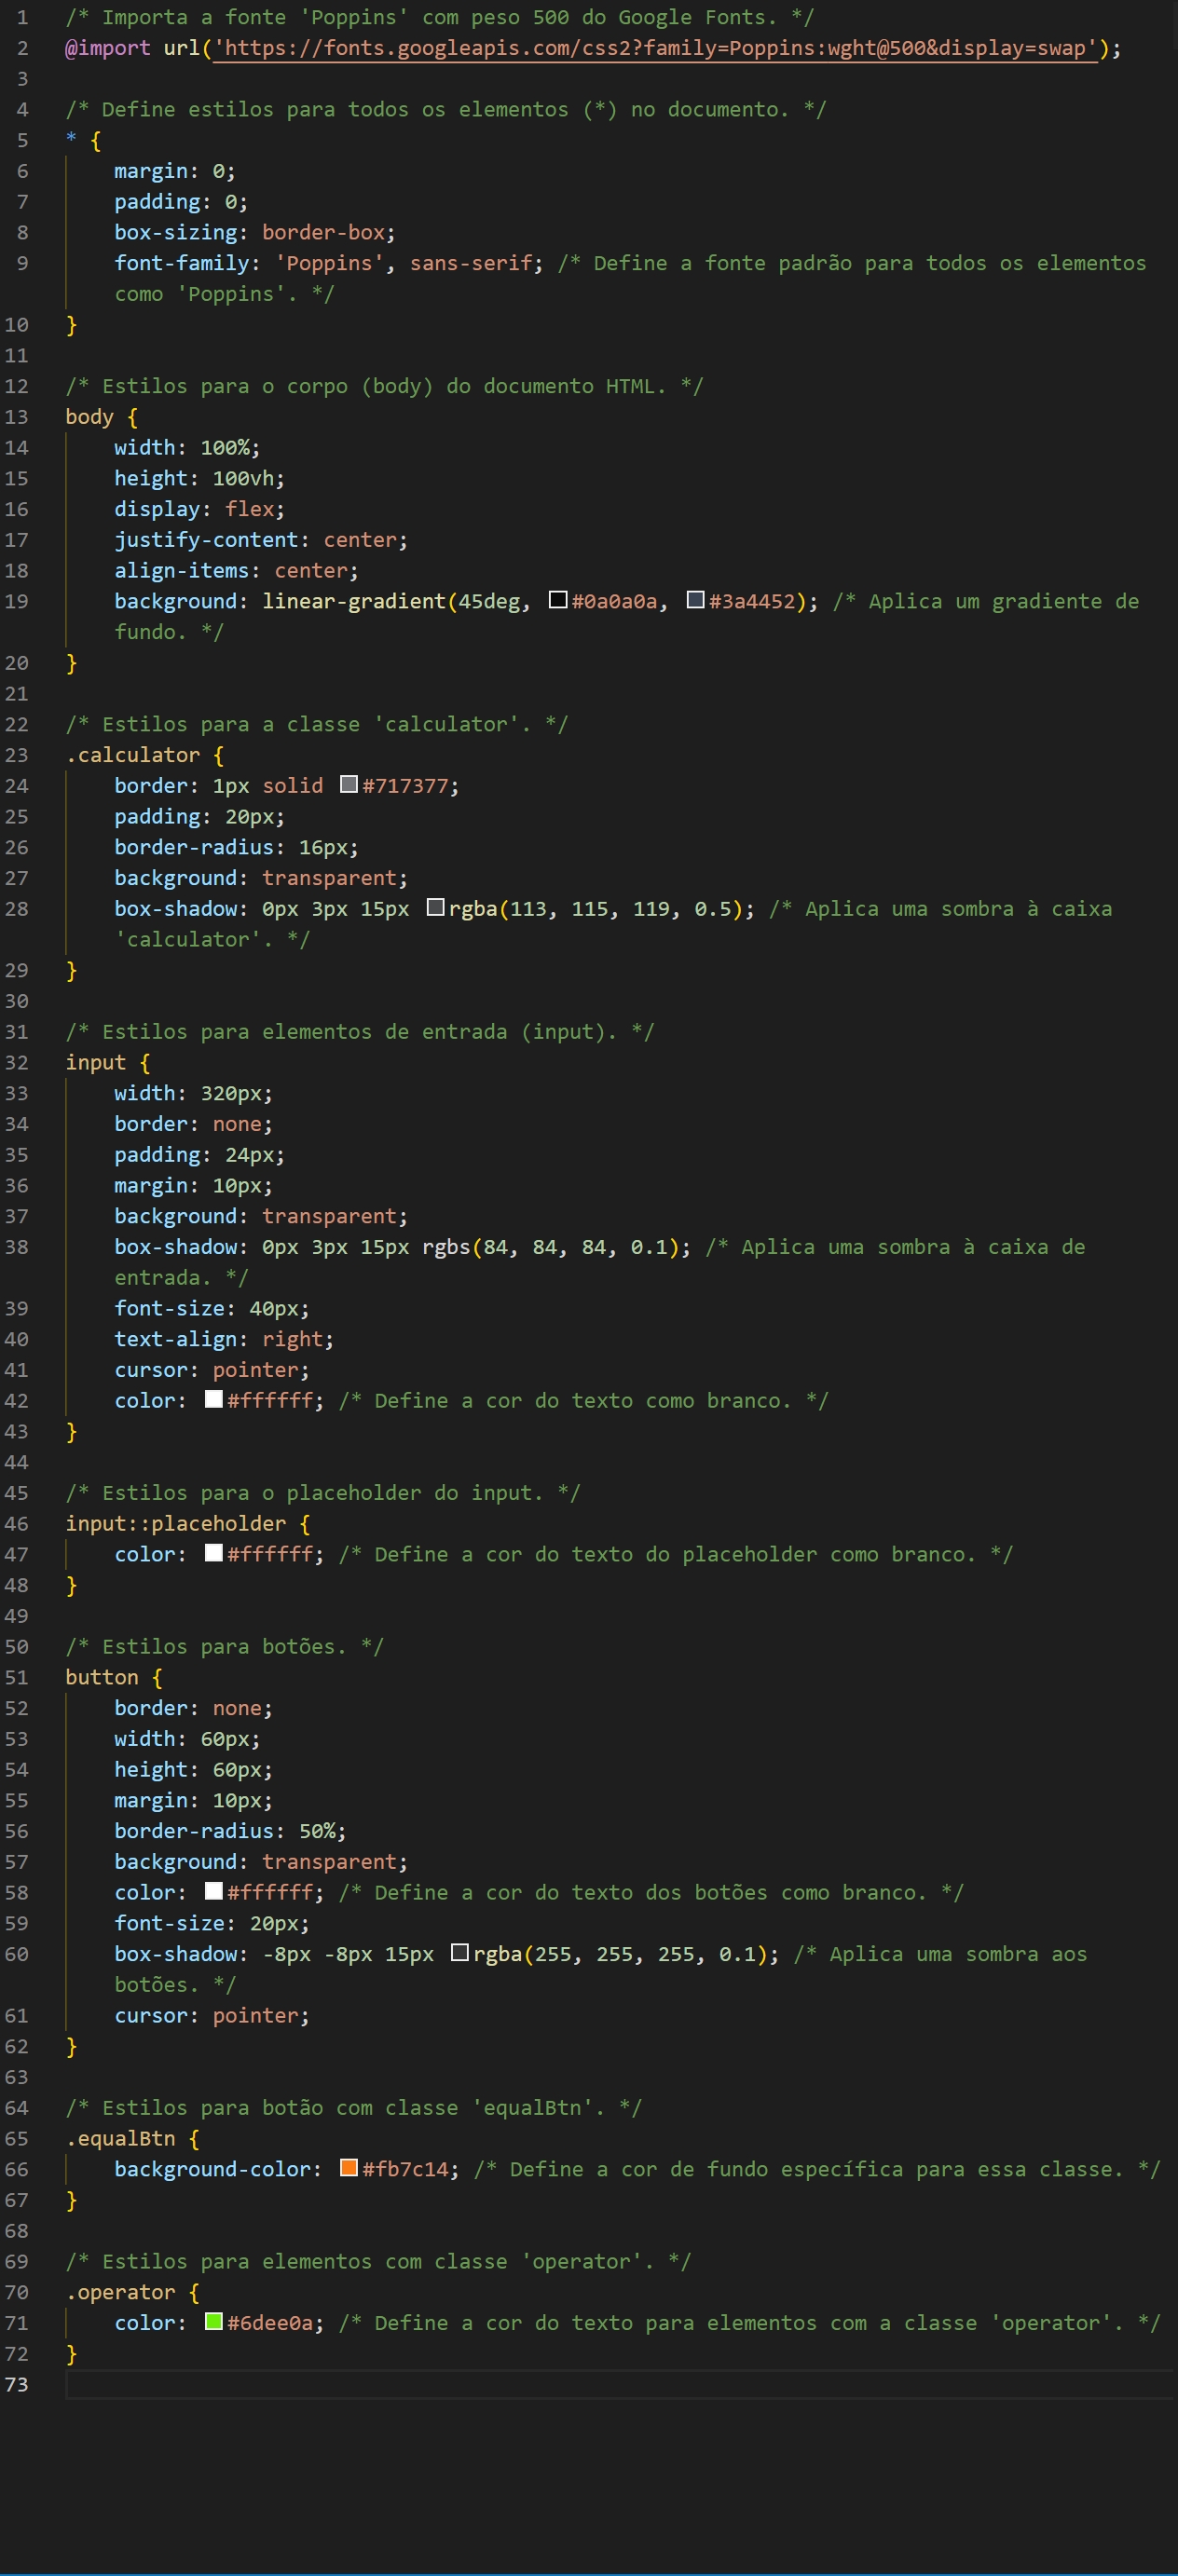 1 /* Importa a fonte 'Poppins' com peso 500 do Google Fonts. */
2 @import url('https://fonts.googleapis.com/css2?family=Poppins:wght@500&display=swap');
3
4 /* Define estilos para todos os elementos (*) no documento. */
5 * {
6 margin: 0;
7 padding: 0;
8 box-sizing: border-box;
9 font-family: 'Poppins', sans-serif; /* Define a fonte padrão para todos os elementos
como 'Poppins'. */
10 }
11
12 /* Estilos para o corpo (body) do documento HTML. */
13 body {
14 width: 100%;
15 height: 100vh;
16 display: flex;
17 justify-content: center;
18 align-items: center;
19 background: linear-gradient(45deg, #0a0a0a, #3a4452); /* Aplica um gradiente de
fundo. */
20 }
21
22 /* Estilos para a classe 'calculator'. */
23 .calculator {
24 border: 1px solid #717377;
25 padding: 20px;
26 border-radius: 16px;
27 background: transparent;
28 box-shadow: 0px 3px 15px rgba(113, 115, 119, 0.5); /* Aplica uma sombra à caixa
'calculator'. */
29 }
30
31 /* Estilos para elementos de entrada (input). */
32 input {
33 width: 320px;
34 border: none;
35 padding: 24px;
36 margin: 10px;
37 background: transparent;
38 box-shadow: 0px 3px 15px rgbs(84, 84, 84, 0.1); /* Aplica uma sombra à caixa de
entrada. */
39 font-size: 40px;
40 text-align: right;
41 cursor: pointer;
42 color: #ffffff; /* Define a cor do texto como branco. */
43 }
44
45 /* Estilos para o placeholder do input. */
46 input::placeholder {
47 color: #ffffff; /* Define a cor do texto do placeholder como branco. */
48 }
49
50 /* Estilos para botões. */
51 button {
52 border: none;
53 width: 60px;
54 height: 60px;
55 margin: 10px;
56 border-radius: 50%;
57 background: transparent;
58 color: #ffffff; /* Define a cor do texto dos botões como branco. */
59 font-size: 20px;
60 box-shadow: -8px -8px 15px rgba(255, 255, 255, 0.1); /* Aplica uma sombra aos
botões. */
61 cursor: pointer;
62 }
63
64 /* Estilos para botão com classe 'equalBtn'. */
65 .equalBtn {
66 background-color: #fb7c14; /* Define a cor de fundo específica para essa classe. */
67 }
68
69 /* Estilos para elementos com classe 'operator'. */
70 .operator {
71 color: #6dee0a; /* Define a cor do texto para elementos com a classe 'operator'. */
72 }
73